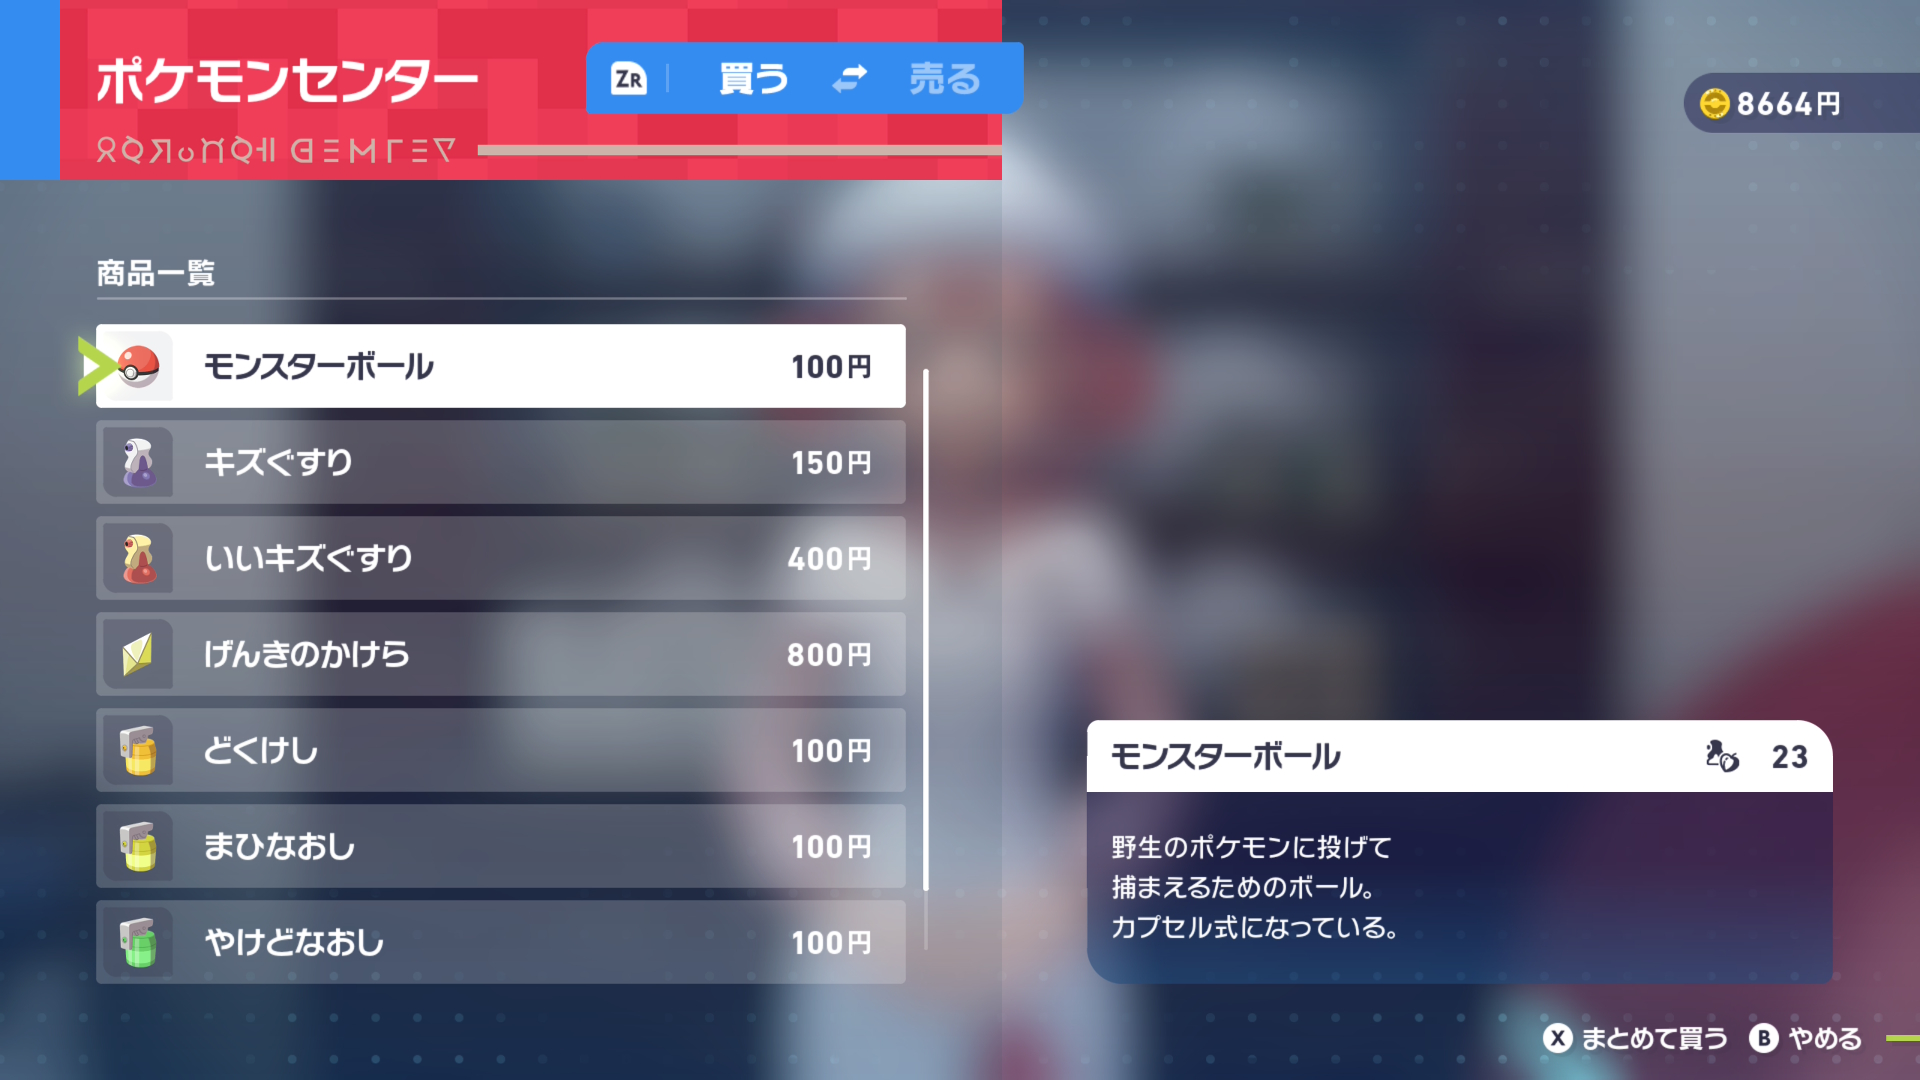 ポケモンセンター
ZR 買う 売る
8664円
商品一覧
モンスターボール 100円
キズぐすり 150円
いいキズぐすり 400円
げんきのかけら 800円
どくけし 100円
まひなおし 100円
やけどなおし 100円
モンスターボール 23
野生のポケモンに投げて
捕まえるためのボール。
カプセル式になっている。
X まとめて買う B やめる